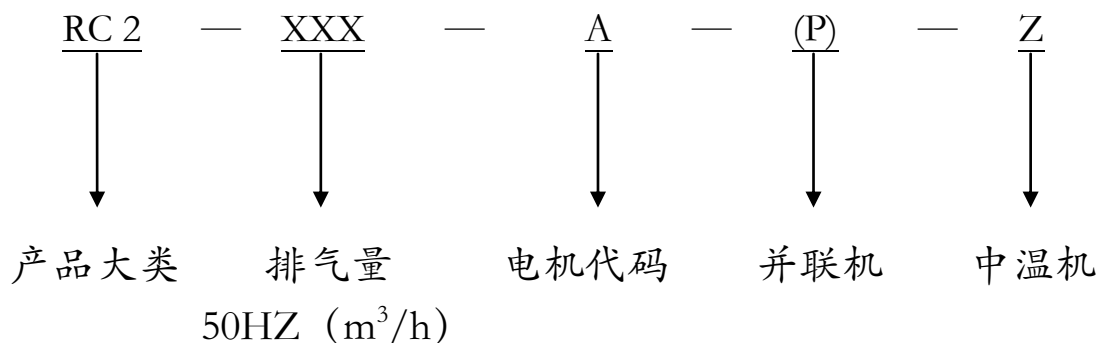 RC 2 — XXX — A — (P) — Z
产品大类 排气量 电机代码 并联机 中温机
50HZ（m³/h）